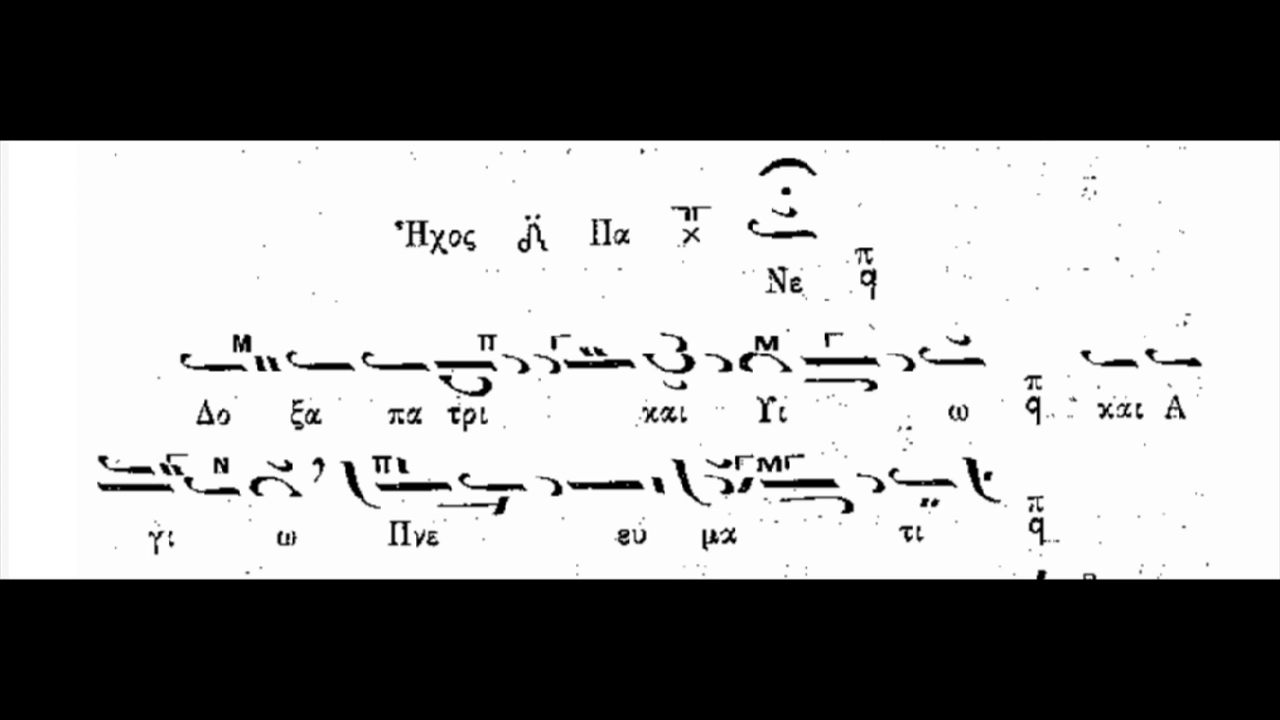 Ἦχος Πα
Νε π q
Μ Π Γ Μ Γ
Δο ξα πα τρι και Υι ω π q και Α
Γ Ν Π Γ Μ Γ
γι ω Πνε ευ μα τι π q